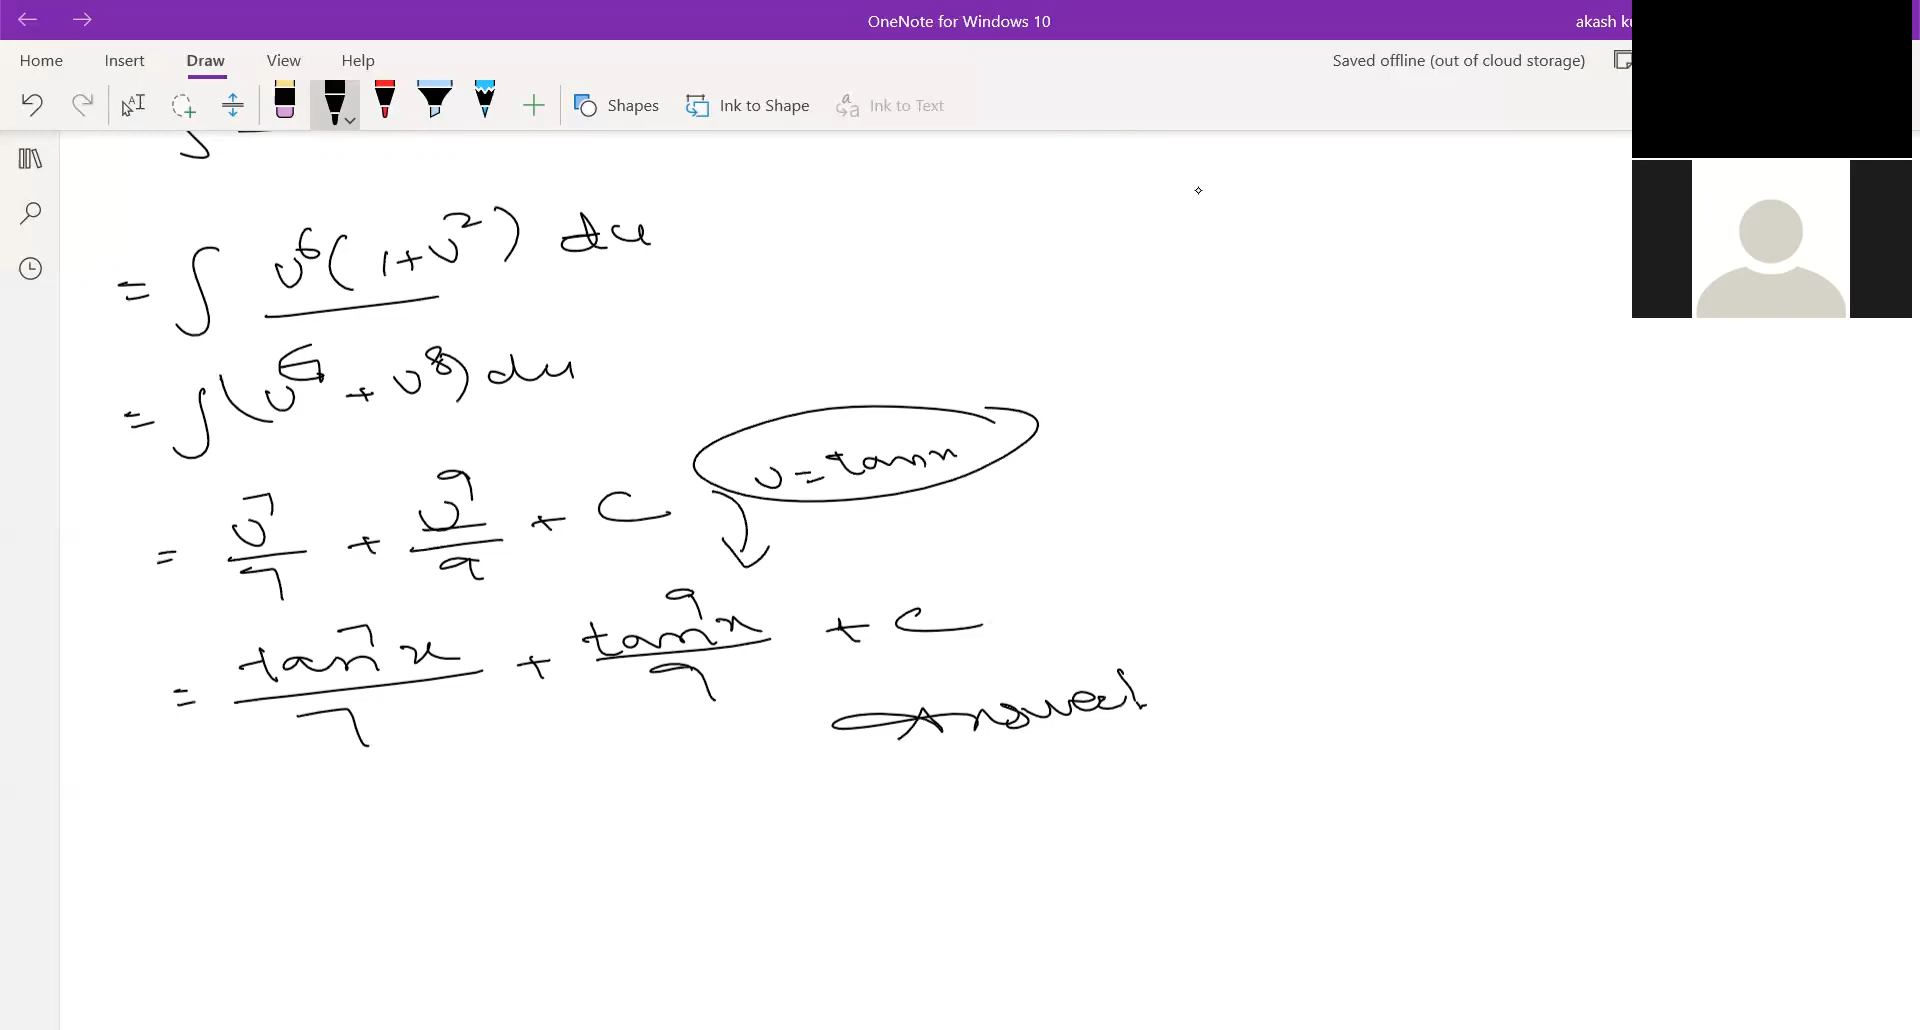 OneNote for Windows 10
akash ku
Home Insert Draw View Help
Saved offline (out of cloud storage)
Shapes Ink to Shape Ink to Text
= ∫ u⁶(1+u²) du
= ∫(u⁶ + u⁸) du
u = tanx
= u⁷/7 + u⁹/9 + C
= tan⁷x/7 + tan⁹x/9 + C
Answer